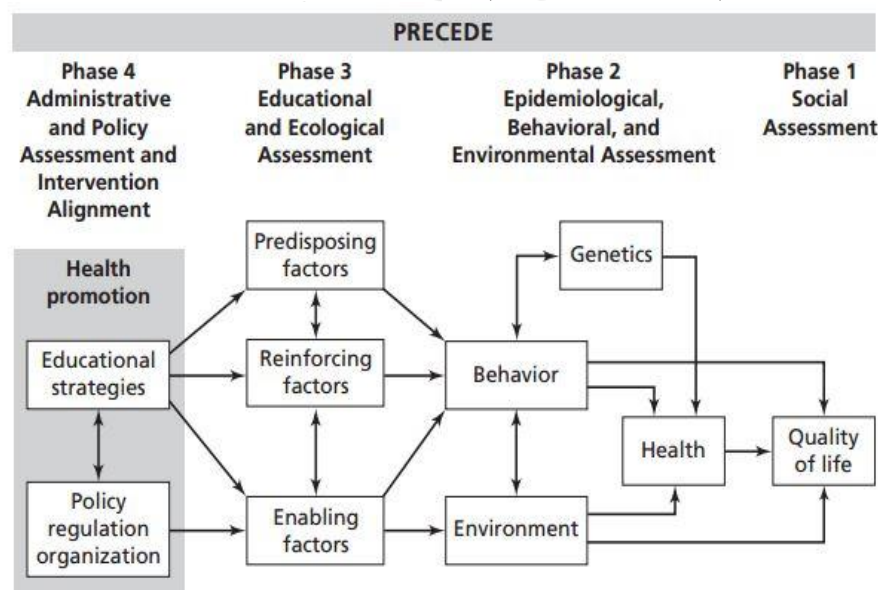 PRECEDE
Phase 4
Administrative
and Policy
Assessment and
Intervention
Alignment
Phase 3
Educational
and Ecological
Assessment
Phase 2
Epidemiological,
Behavioral, and
Environmental Assessment
Phase 1
Social
Assessment
Health
promotion
Educational
strategies
Policy
regulation
organization
Predisposing
factors
Reinforcing
factors
Enabling
factors
Genetics
Behavior
Environment
Health
Quality
of life